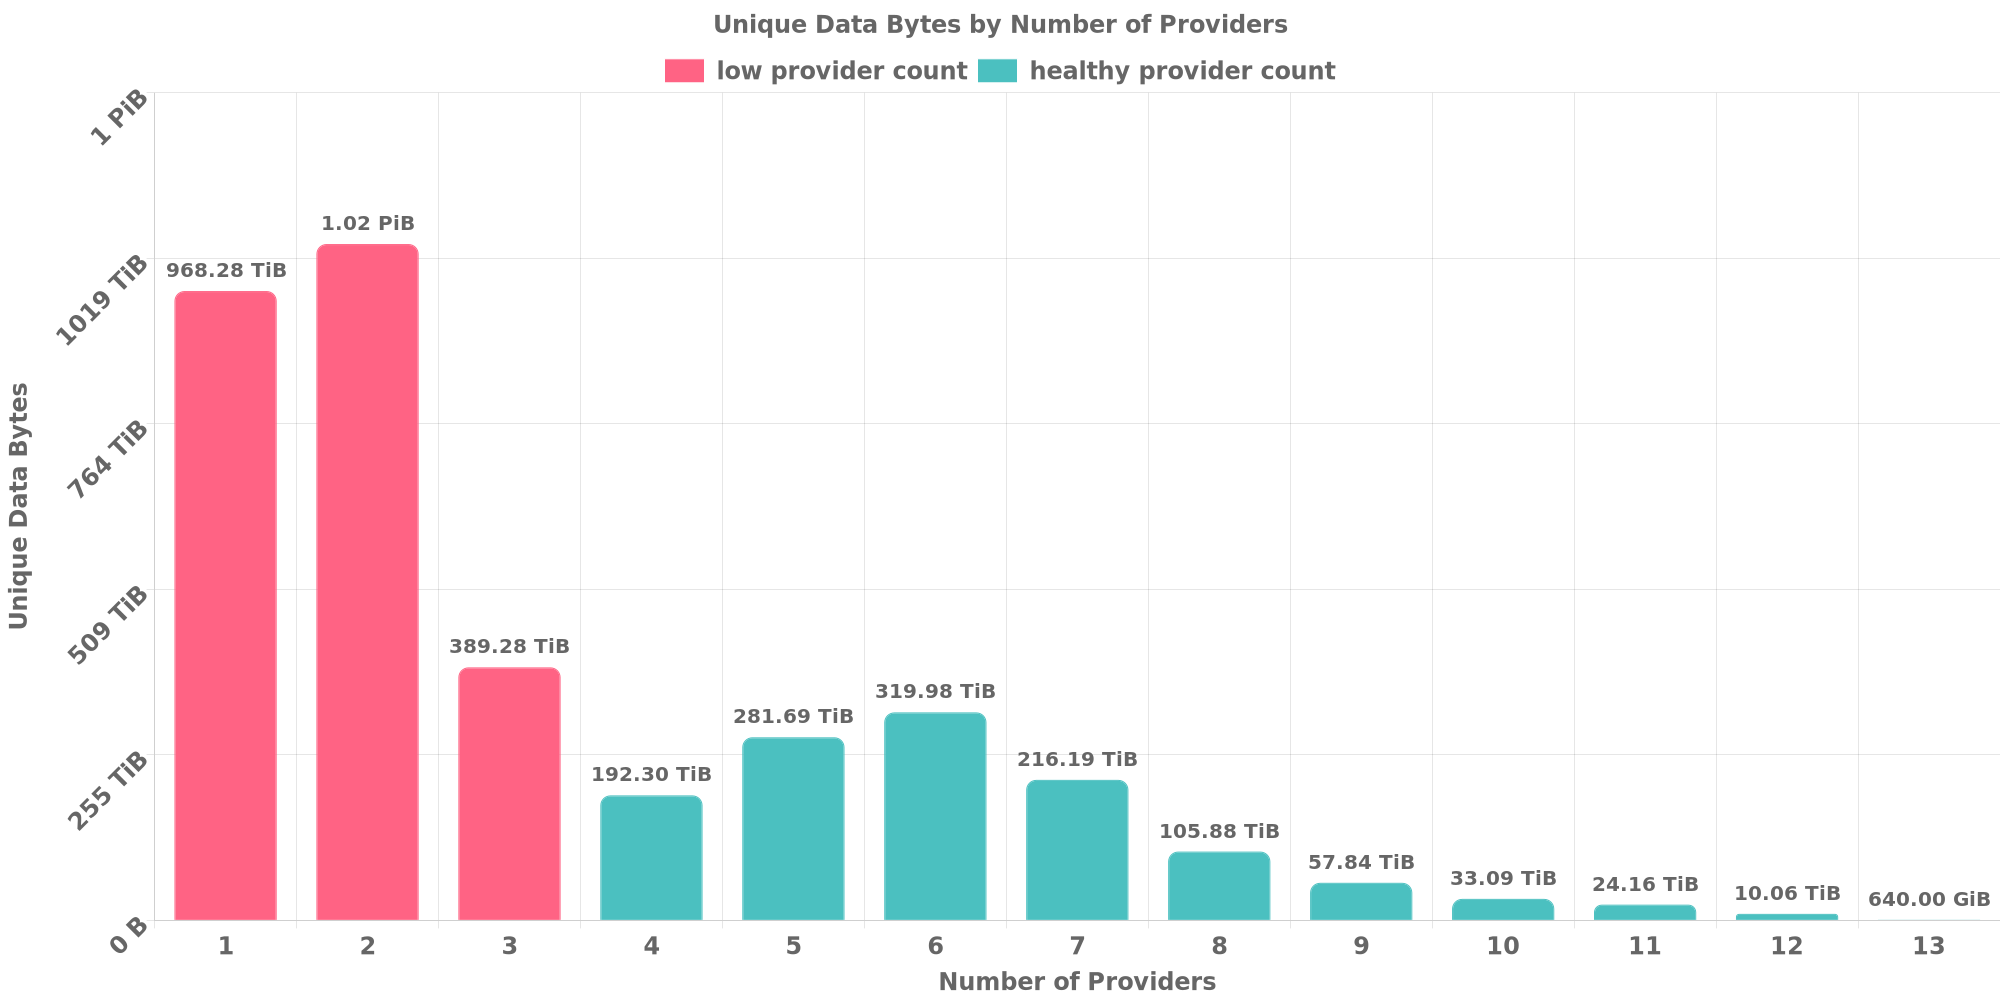 Unique Data Bytes by Number of Providers
low provider count healthy provider count
1 PiB
1019 TiB
764 TiB
509 TiB
255 TiB
0 B
Unique Data Bytes
968.28 TiB
1.02 PiB
389.28 TiB
192.30 TiB
281.69 TiB
319.98 TiB
216.19 TiB
105.88 TiB
57.84 TiB
33.09 TiB
24.16 TiB
10.06 TiB
640.00 GiB
1 2 3 4 5 6 7 8 9 10 11 12 13
Number of Providers